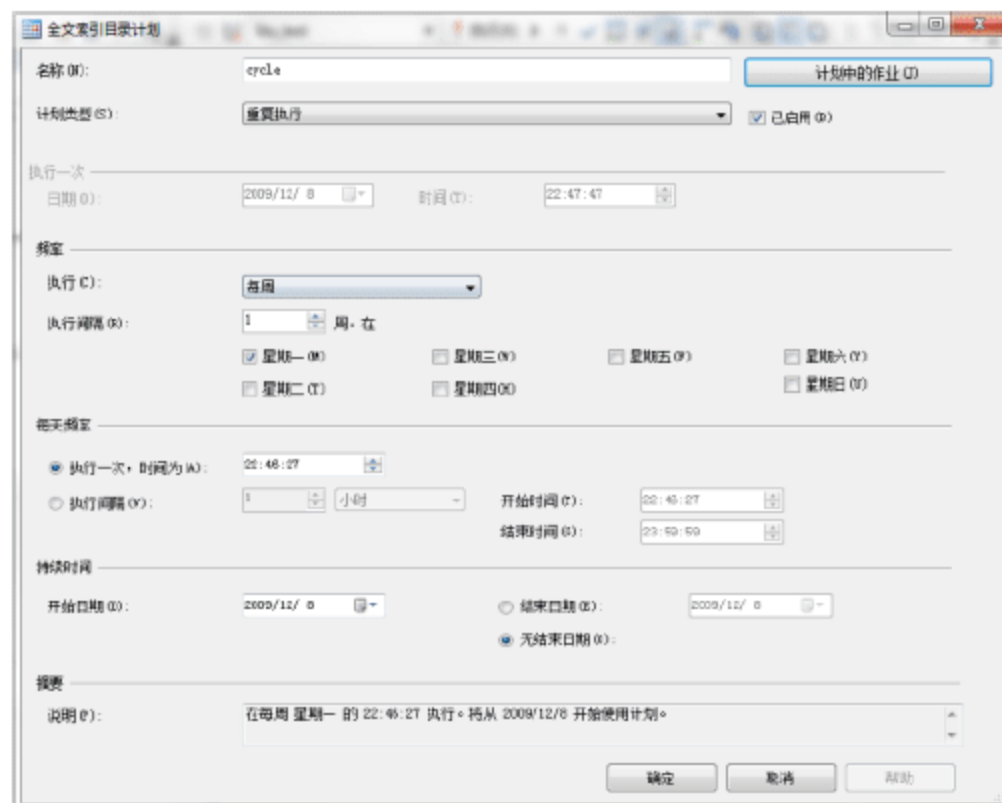 全文索引目录计划
名称(N): cycle 计划中的作业(J)
计划类型(S): 重复执行 已启用(B)
执行一次
日期(D): 2009/12/ 8 时间(T): 22:47:47
频率
执行(C): 每周
执行间隔(R): 1 周，在
星期一(M) 星期三(W) 星期五(F) 星期六(Y)
星期二(T) 星期四(H) 星期日(U)
每天频率
执行一次，时间为(A): 22:46:27
执行间隔(V): 1 小时 开始时间(I): 22:46:27
结束时间(G): 23:59:59
持续时间
开始日期(D): 2009/12/ 8 结束日期(E): 2009/12/ 8
无结束日期(O):
摘要
说明(P): 在每周 星期一 的 22:46:27 执行。将从 2009/12/8 开始使用计划。
确定 取消 帮助